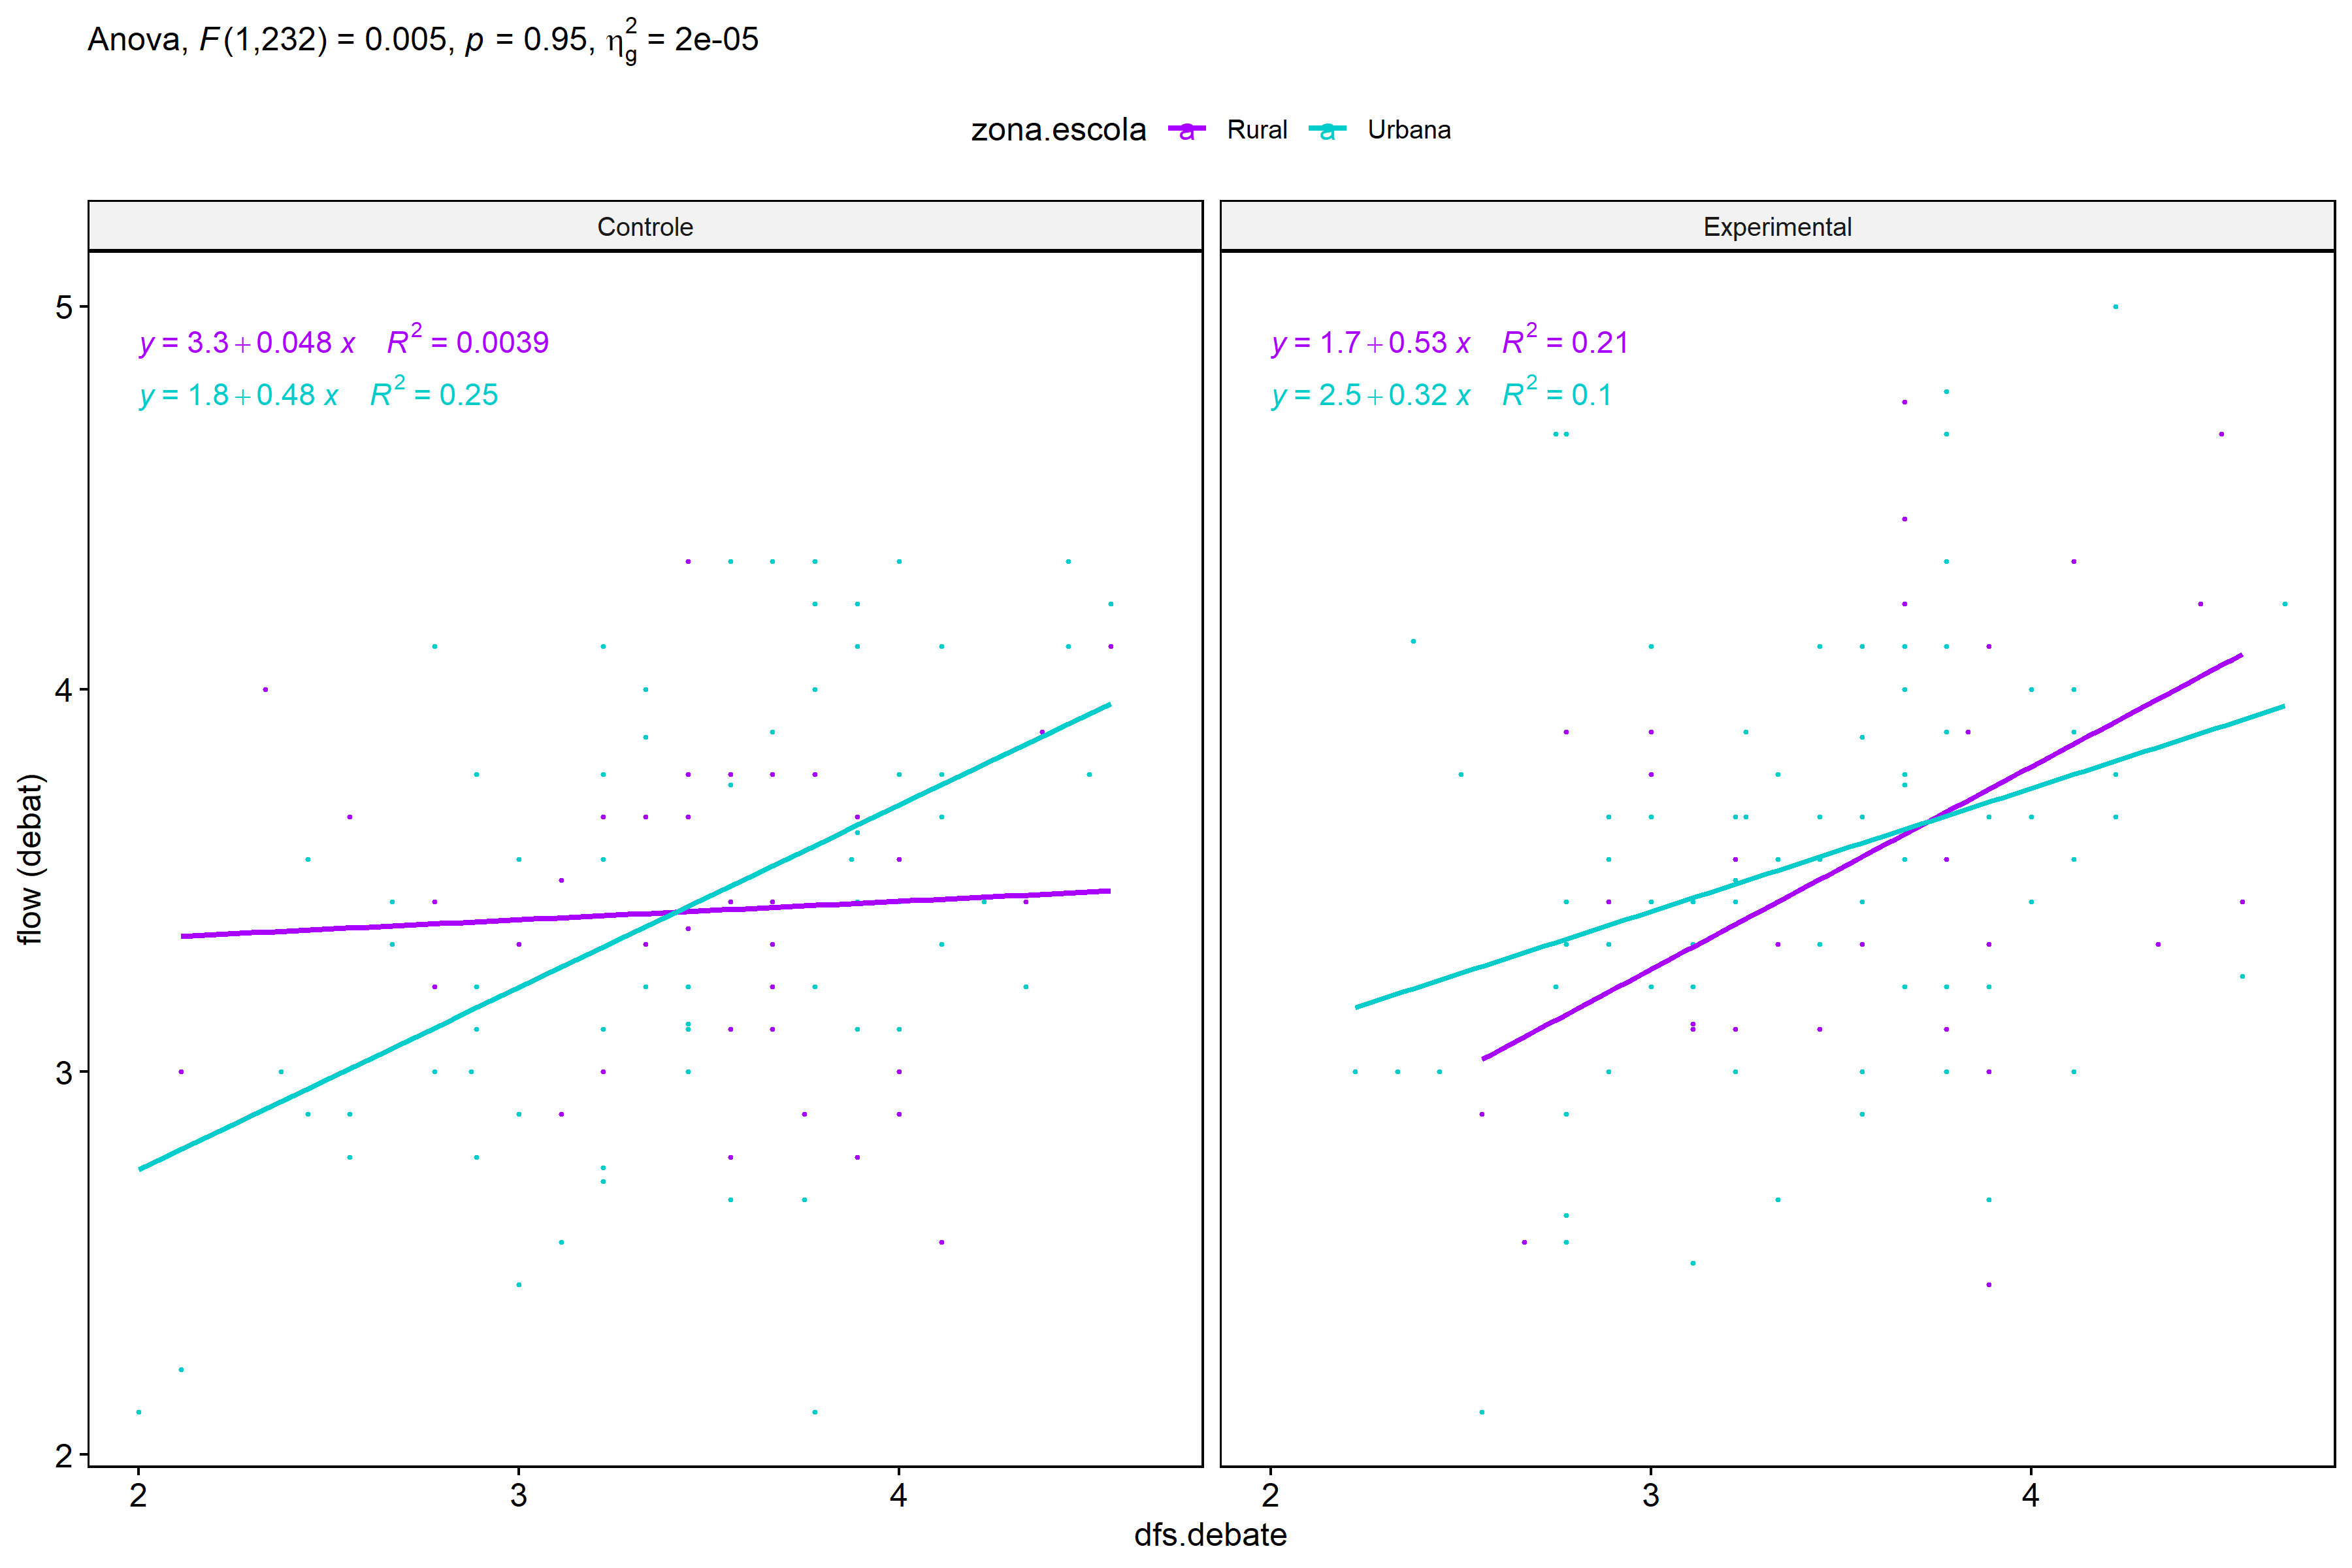 Anova, F(1,232) = 0.005, p = 0.95, η²g = 2e-05
zona.escola a Rural a Urbana
Controle
Experimental
y = 3.3 + 0.048 x R² = 0.0039
y = 1.8 + 0.48 x R² = 0.25
y = 1.7 + 0.53 x R² = 0.21
y = 2.5 + 0.32 x R² = 0.1
flow (debat)
5
4
3
2
2 3 4
2 3 4
dfs.debate